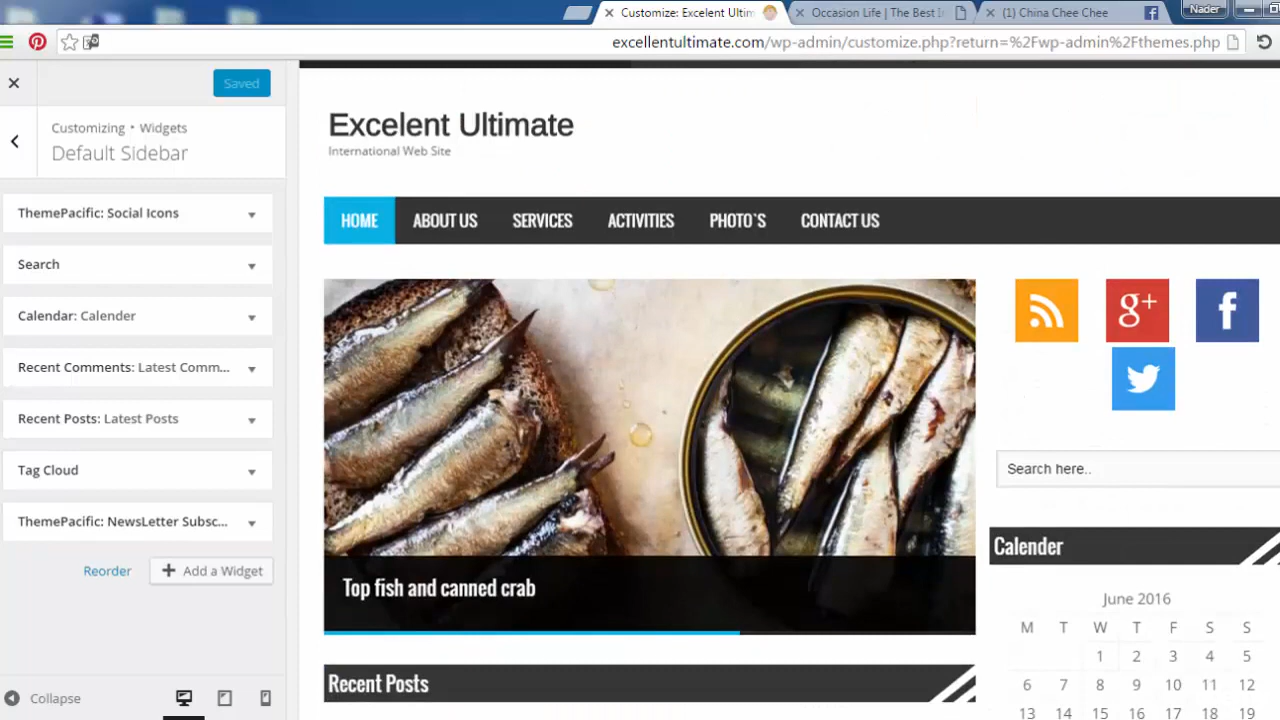 Customize: Excelent Ultim
Occasion Life | The Best I
(1) China Chee Chee
Nader
excellentultimate.com/wp-admin/customize.php?return=%2Fwp-admin%2Fthemes.php
Saved
Customizing • Widgets
Default Sidebar
ThemePacific: Social Icons
Search
Calendar: Calender
Recent Comments: Latest Comm...
Recent Posts: Latest Posts
Tag Cloud
ThemePacific: NewsLetter Subsc...
Reorder
Add a Widget
Collapse
Excelent Ultimate
International Web Site
HOME ABOUT US SERVICES ACTIVITIES PHOTO`S CONTACT US
Top fish and canned crab
Recent Posts
g+
f
Search here..
Calender
June 2016
M T W T F S S
1 2 3 4 5
6 7 8 9 10 11 12
13 14 15 16 17 18 19